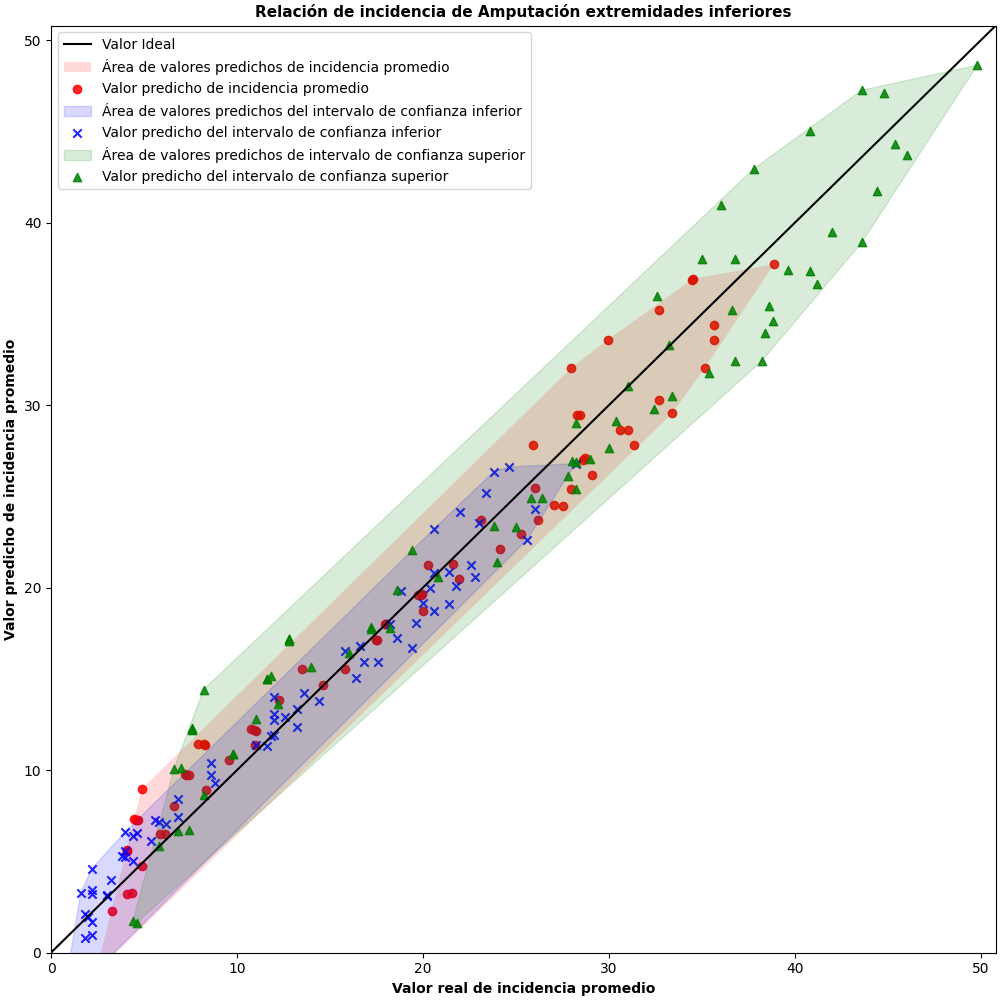 Relación de incidencia de Amputación extremidades inferiores
Valor Ideal
Área de valores predichos de incidencia promedio
Valor predicho de incidencia promedio
Área de valores predichos del intervalo de confianza inferior
Valor predicho del intervalo de confianza inferior
Área de valores predichos de intervalo de confianza superior
Valor predicho del intervalo de confianza superior
50
40
30
20
10
0
Valor predicho de incidencia promedio
0 10 20 30 40 50
Valor real de incidencia promedio